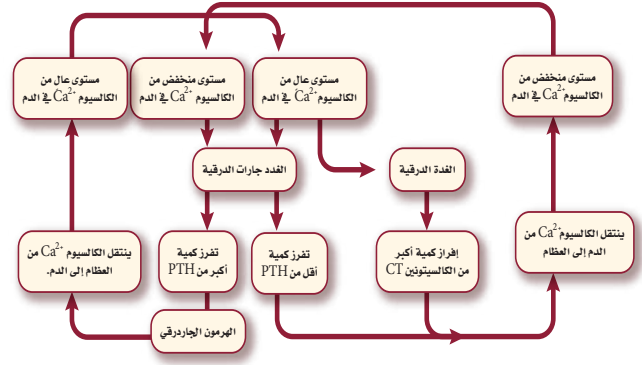 مستوى منخفض من
الكالسيوم Ca²⁺ في الدم
مستوى عال من
الكالسيوم Ca²⁺ في الدم
مستوى منخفض من
الكالسيوم Ca²⁺ في الدم
مستوى عال من
الكالسيوم Ca²⁺ في الدم
الغدة الدرقية
الغدد جارات الدرقية
ينتقل الكالسيوم Ca²⁺ من
الدم إلى العظام
إفراز كمية أكبر
من الكالسيتونين CT
تفرز كمية
أقل من PTH
تفرز كمية
أكبر من PTH
ينتقل الكالسيوم Ca²⁺ من
العظام إلى الدم.
الهرمون الجاردرقي